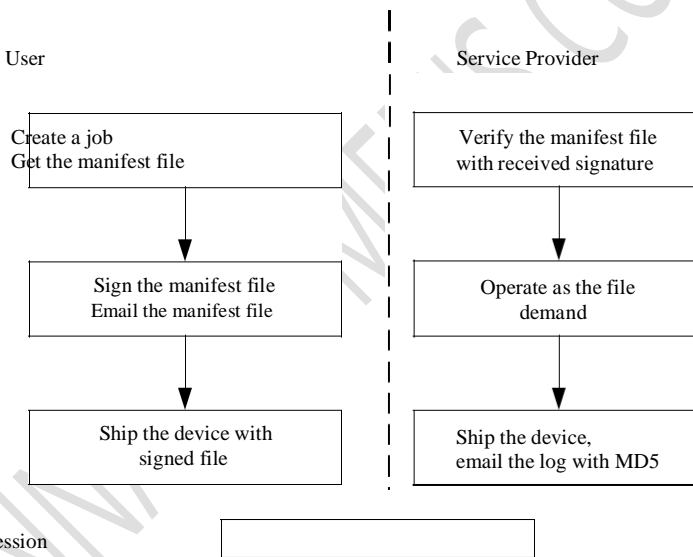 User
Service Provider
Create a job
Get the manifest file
Verify the manifest file
with received signature
Sign the manifest file
Email the manifest file
Operate as the file
demand
Ship the device with
signed file
Ship the device,
email the log with MD5
ession